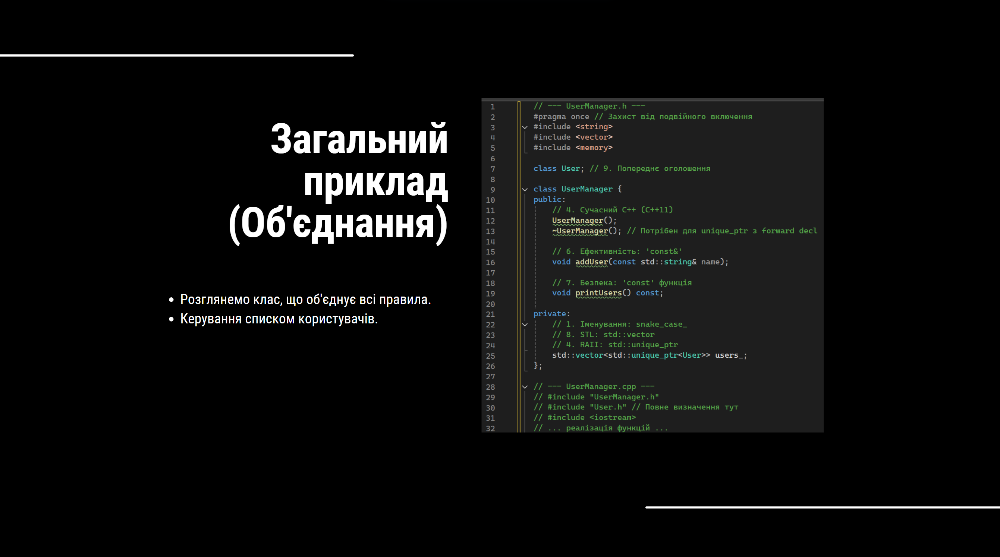 Загальний
приклад
(Об'єднання)
• Розглянемо клас, що об'єднує всі правила.
• Керування списком користувачів.
1 // --- UserManager.h ---
2 #pragma once // Захист від подвійного включення
3 #include <string>
4 #include <vector>
5 #include <memory>
6
7 class User; // 9. Попереднє оголошення
8
9 class UserManager {
10 public:
11 // 4. Сучасний C++ (C++11)
12 UserManager();
13 ~UserManager(); // Потрібен для unique_ptr з forward decl
14
15 // 6. Ефективність: 'const&'
16 void addUser(const std::string& name);
17
18 // 7. Безпека: 'const' функція
19 void printUsers() const;
20
21 private:
22 // 1. Іменування: snake_case_
23 // 8. STL: std::vector
24 // 4. RAII: std::unique_ptr
25 std::vector<std::unique_ptr<User>> users_;
26 };
27
28 // --- UserManager.cpp ---
29 // #include "UserManager.h"
30 // #include "User.h" // Повне визначення тут
31 // #include <iostream>
32 // ... реалізація функцій ...